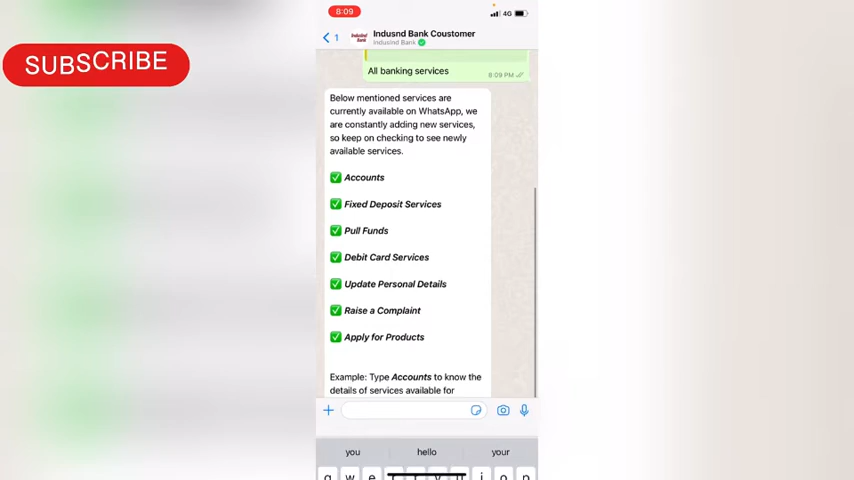 8:09
4G
SUBSCRIBE
1
IndusInd Bank
Indusnd Bank Coustomer
Indusind Bank
All banking services
8:09 PM
Below mentioned services are
currently available on WhatsApp, we
are constantly adding new services,
so keep on checking to see newly
available services.
✅ Accounts
✅ Fixed Deposit Services
✅ Pull Funds
✅ Debit Card Services
✅ Update Personal Details
✅ Raise a Complaint
✅ Apply for Products
Example: Type Accounts to know the
details of services available for
you hello your
q w e r t y u i o p